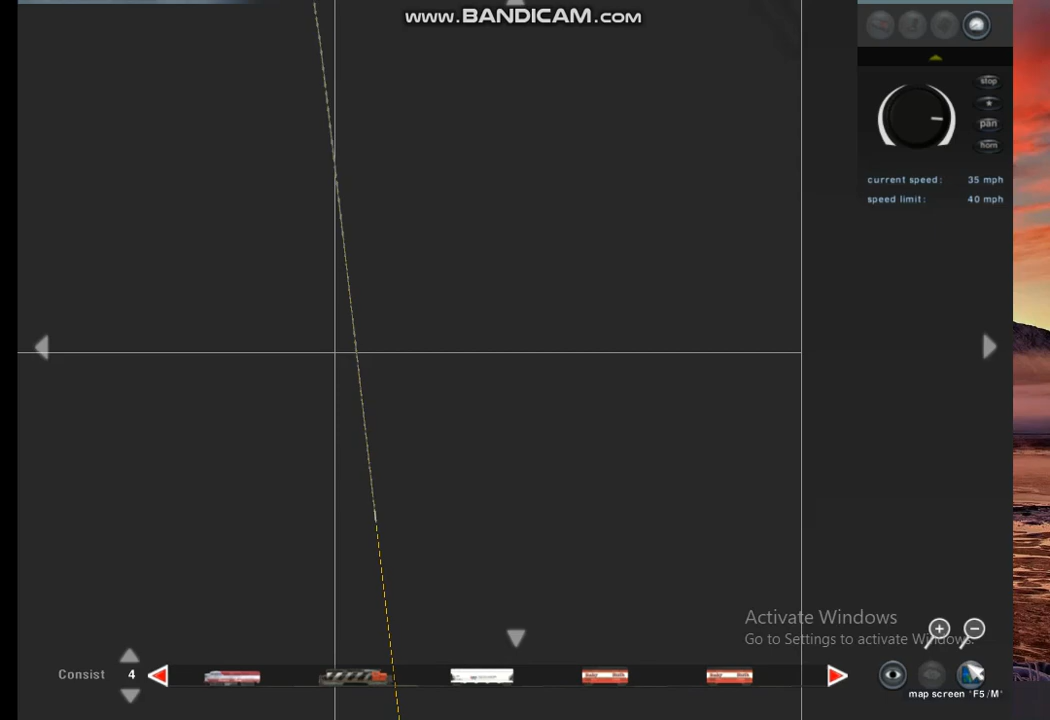 www.BANDICAM.com
stop
pan
horn
current speed: 35 mph
speed limit: 40 mph
Activate Windows
Go to Settings to activate Windows.
Consist 4
map screen 'F5/M'